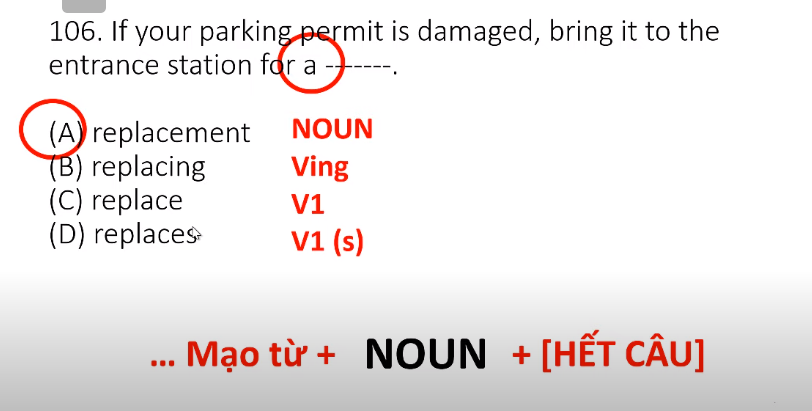 106. If your parking permit is damaged, bring it to the
entrance station for a -------.
(A) replacement NOUN
(B) replacing Ving
(C) replace V1
(D) replaces V1 (s)
... Mạo từ + NOUN + [HẾT CÂU]